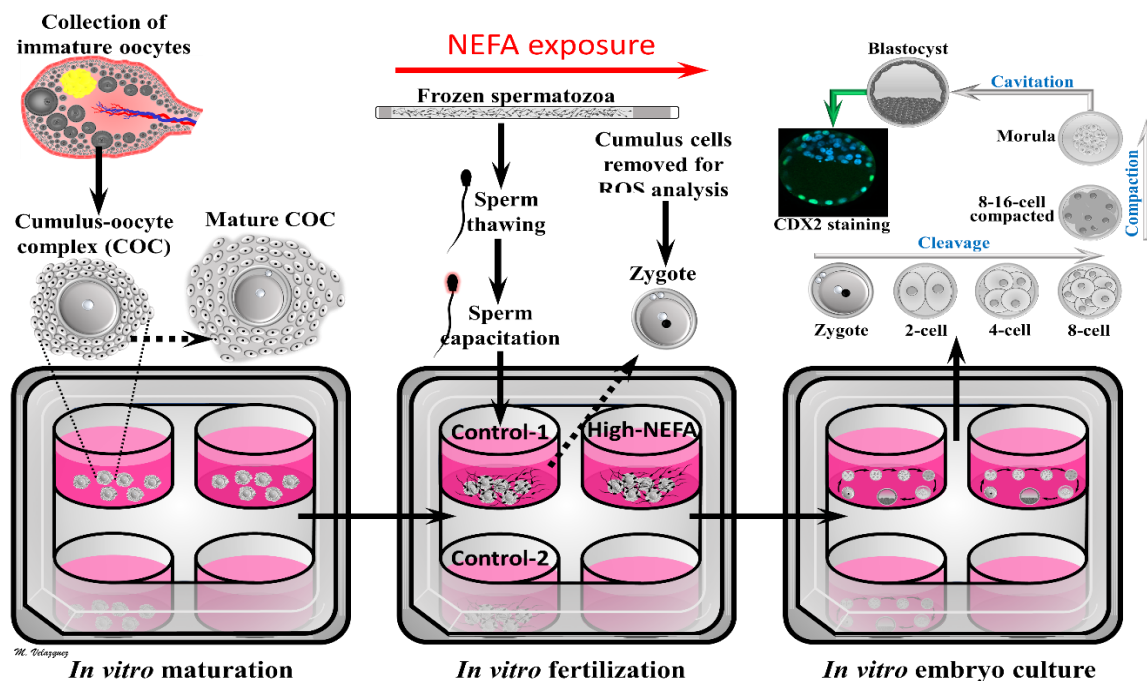 Collection of
immature oocytes
Cumulus-oocyte
complex (COC)
Mature COC
NEFA exposure
Frozen spermatozoa
Sperm
thawing
Sperm
capacitation
Cumulus cells
removed for
ROS analysis
Zygote
Blastocyst
Cavitation
Morula
Compaction
8-16-cell
compacted
CDX2 staining
Cleavage
Zygote
2-cell
4-cell
8-cell
Control-1
High-NEFA
Control-2
M. Velazquez
In vitro maturation
In vitro fertilization
In vitro embryo culture